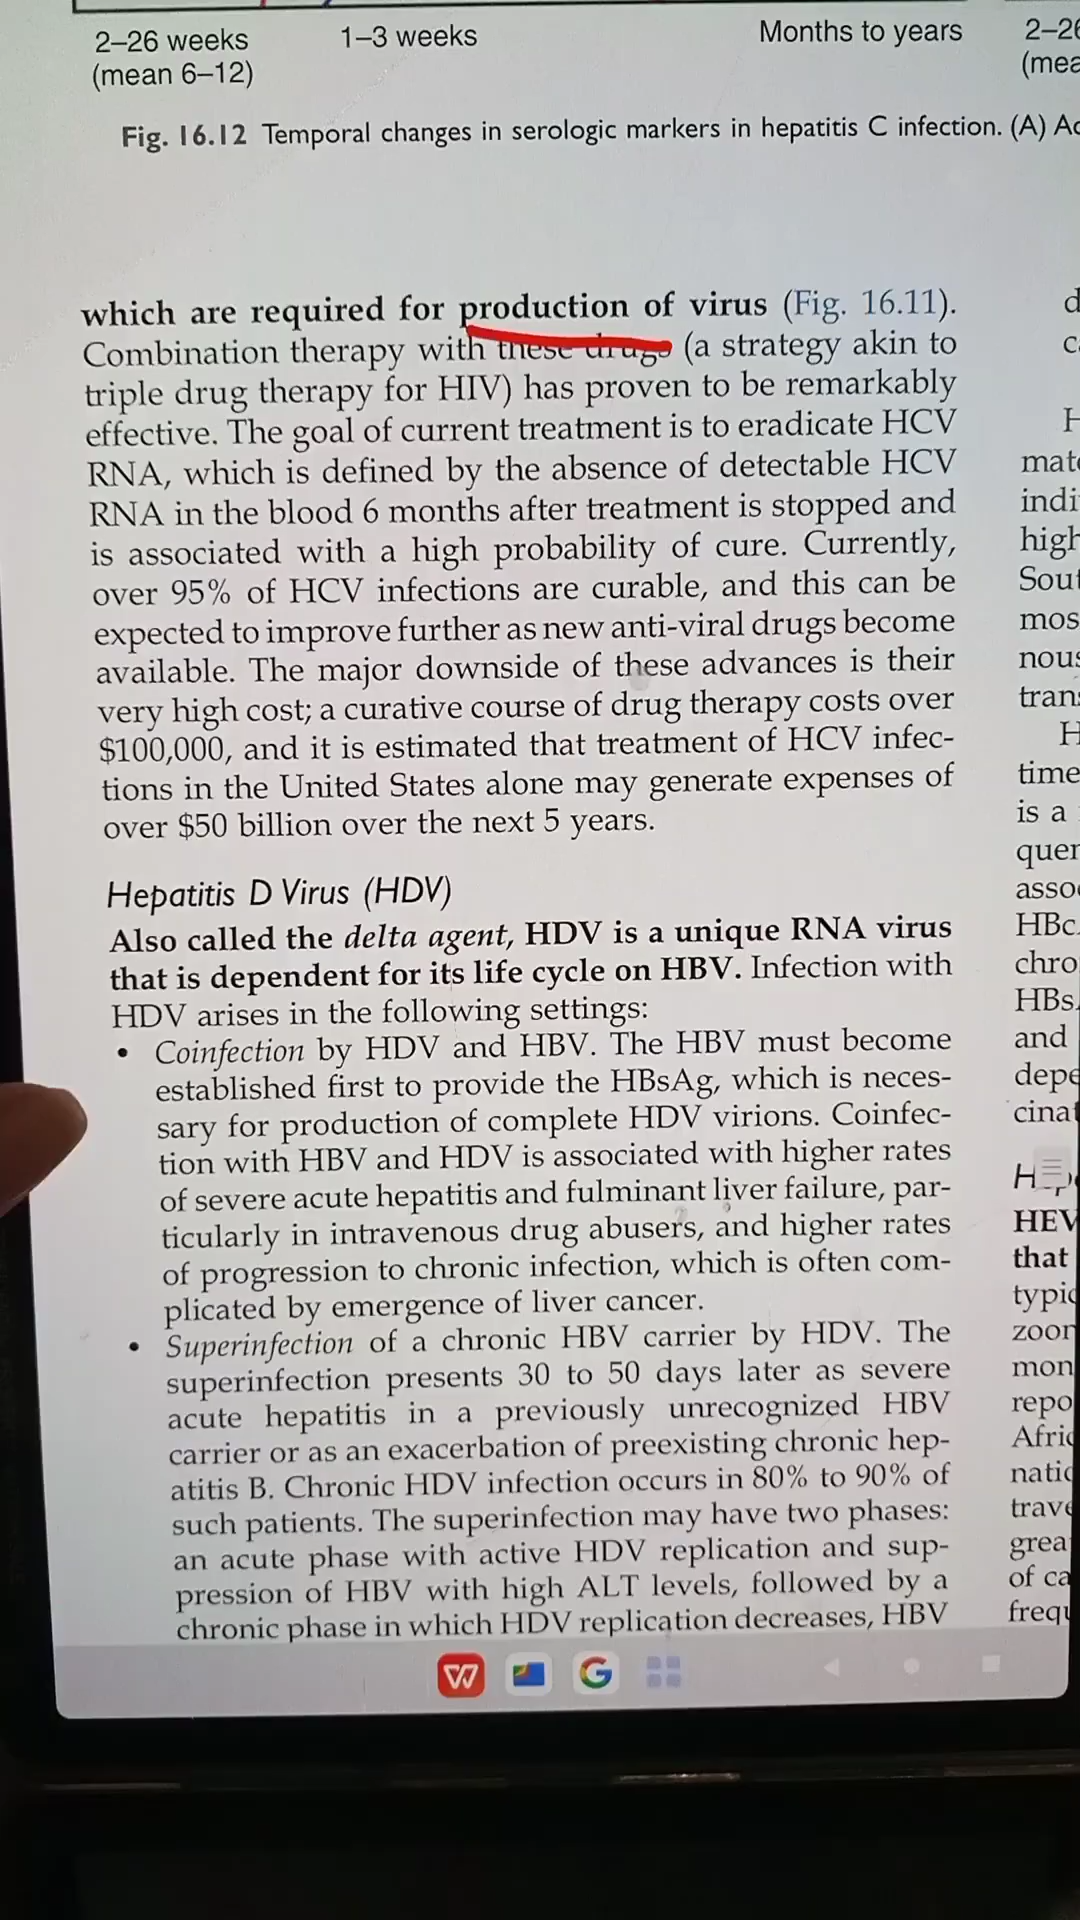 2–26 weeks
(mean 6–12)
1–3 weeks
Months to years
Fig. 16.12 Temporal changes in serologic markers in hepatitis C infection. (A)
which are required for production of virus (Fig. 16.11).
Combination therapy with these drugs (a strategy akin to
triple drug therapy for HIV) has proven to be remarkably
effective. The goal of current treatment is to eradicate HCV
RNA, which is defined by the absence of detectable HCV
RNA in the blood 6 months after treatment is stopped and
is associated with a high probability of cure. Currently,
over 95% of HCV infections are curable, and this can be
expected to improve further as new anti-viral drugs become
available. The major downside of these advances is their
very high cost; a curative course of drug therapy costs over
$100,000, and it is estimated that treatment of HCV infec-
tions in the United States alone may generate expenses of
over $50 billion over the next 5 years.
Hepatitis D Virus (HDV)
Also called the delta agent, HDV is a unique RNA virus
that is dependent for its life cycle on HBV. Infection with
HDV arises in the following settings:
• Coinfection by HDV and HBV. The HBV must become
established first to provide the HBsAg, which is neces-
sary for production of complete HDV virions. Coinfec-
tion with HBV and HDV is associated with higher rates
of severe acute hepatitis and fulminant liver failure, par-
ticularly in intravenous drug abusers, and higher rates
of progression to chronic infection, which is often com-
plicated by emergence of liver cancer.
• Superinfection of a chronic HBV carrier by HDV. The
superinfection presents 30 to 50 days later as severe
acute hepatitis in a previously unrecognized HBV
carrier or as an exacerbation of preexisting chronic hep-
atitis B. Chronic HDV infection occurs in 80% to 90% of
such patients. The superinfection may have two phases:
an acute phase with active HDV replication and sup-
pression of HBV with high ALT levels, followed by a
chronic phase in which HDV replication decreases, HBV
time
is a
and
HEV
that
of ca